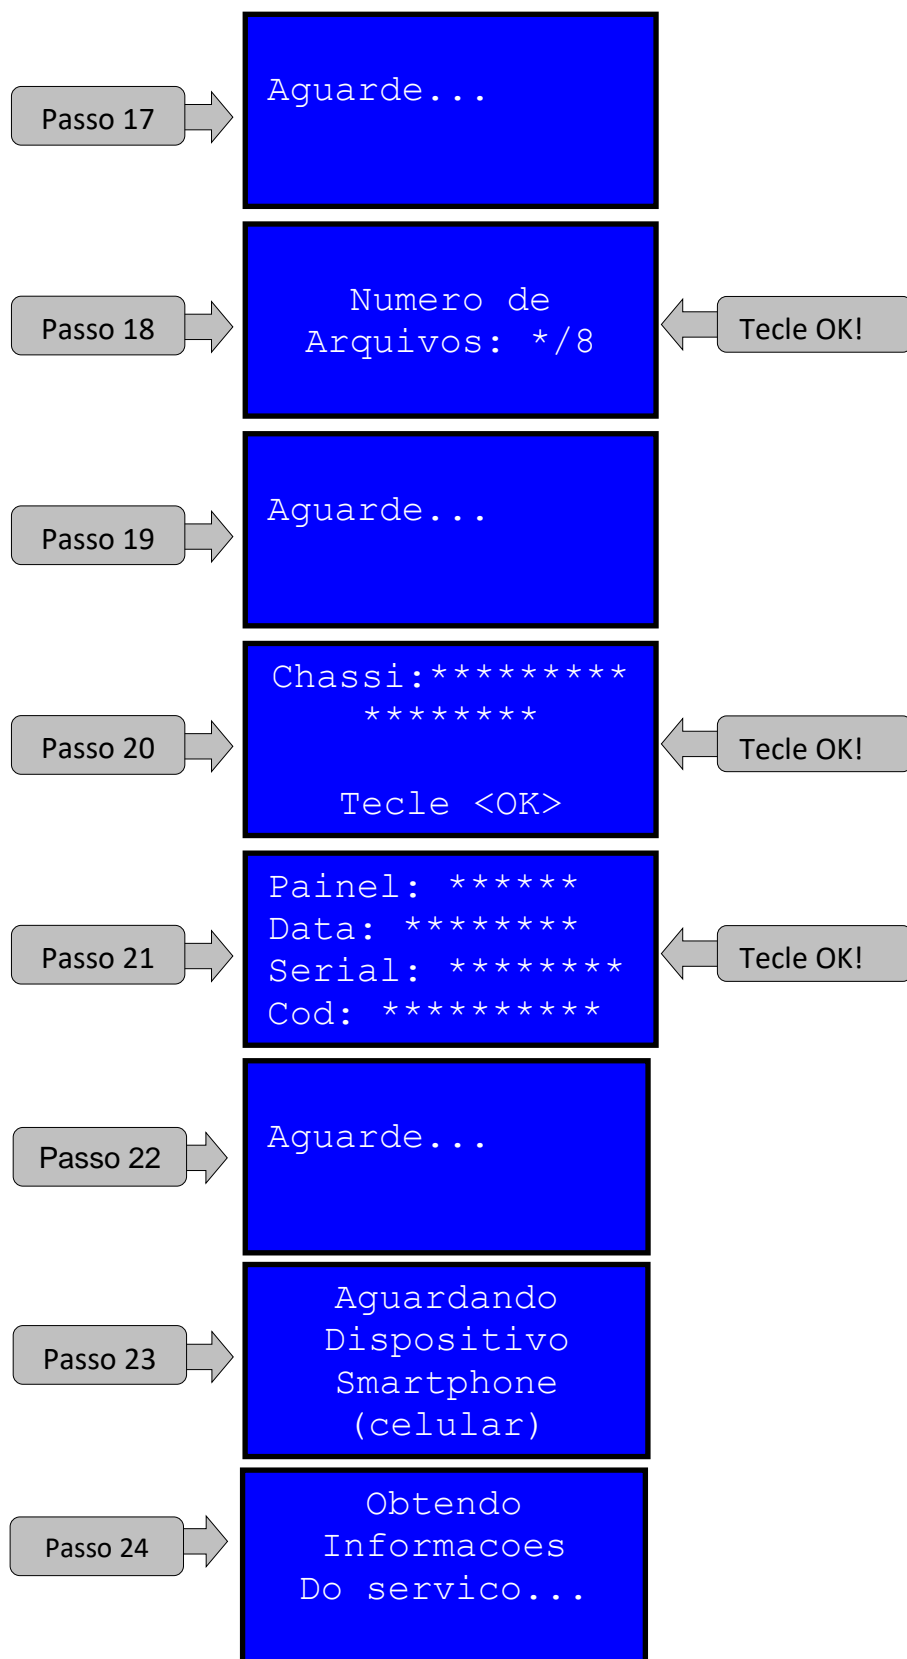 Passo 17
Aguarde...
Passo 18
Numero de
Arquivos: */8
Tecle OK!
Passo 19
Aguarde...
Passo 20
Chassi:*********
********
Tecle <OK>
Tecle OK!
Passo 21
Painel: ******
Data: ********
Serial: ********
Cod: **********
Tecle OK!
Passo 22
Aguarde...
Passo 23
Aguardando
Dispositivo
Smartphone
(celular)
Passo 24
Obtendo
Informacoes
Do servico...